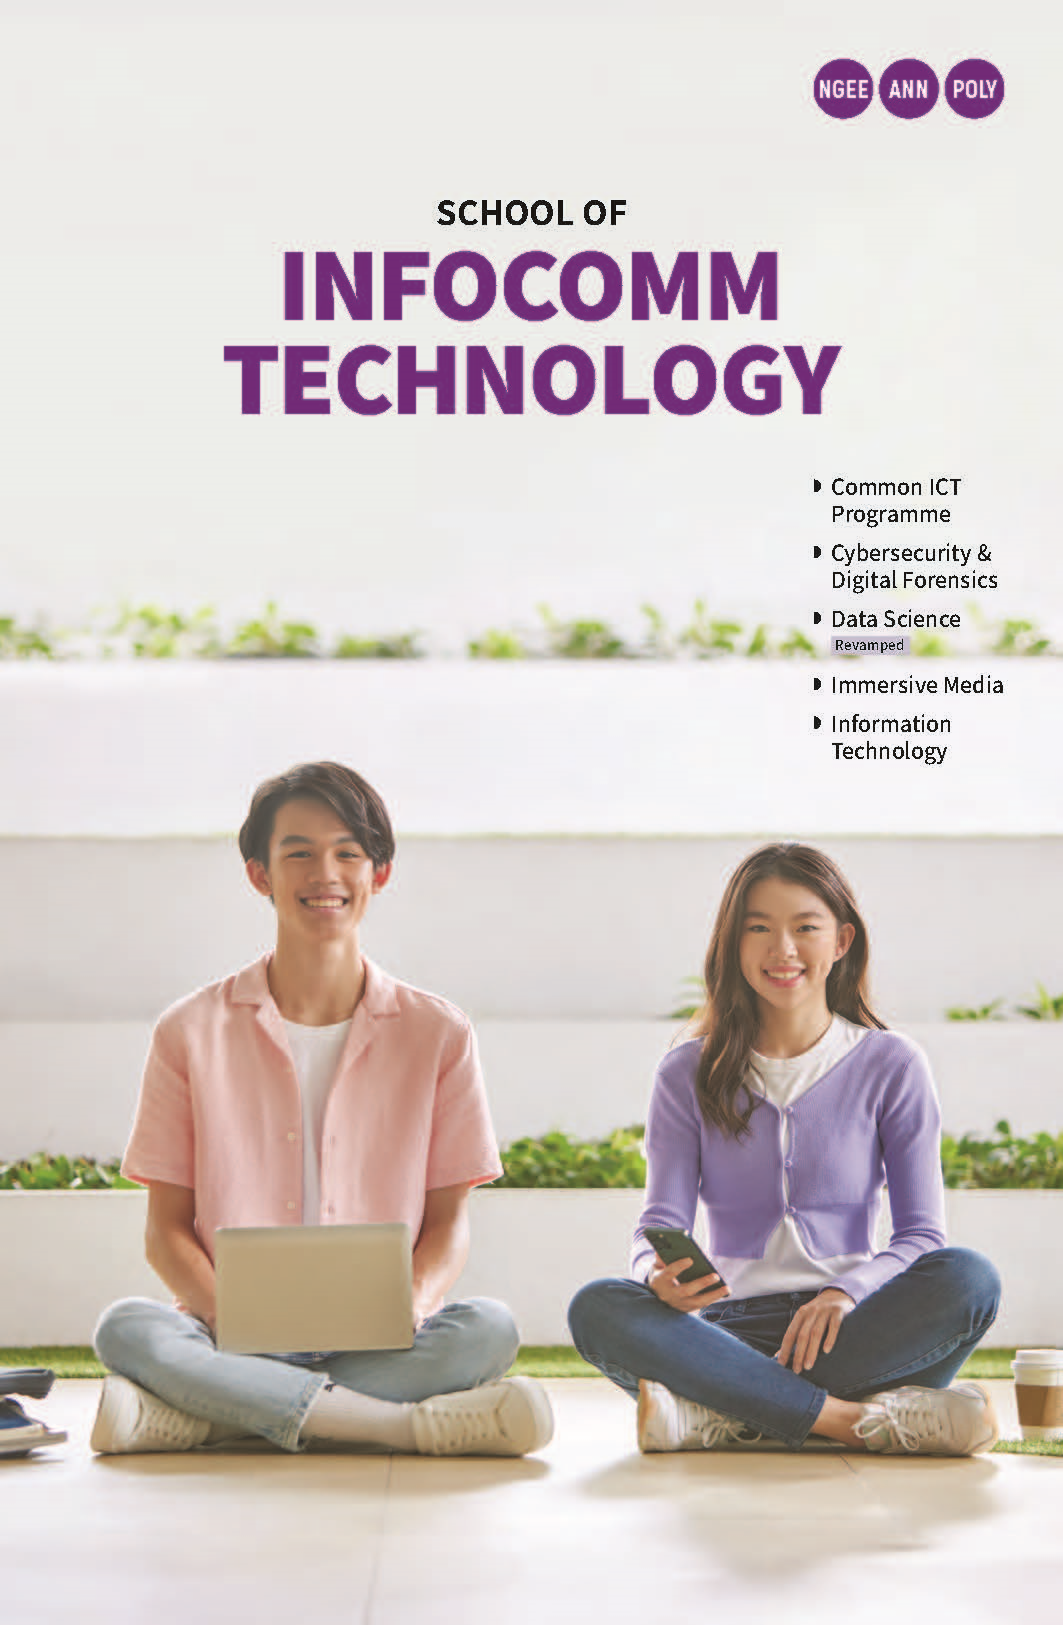 NGEE ANN POLY
SCHOOL OF
INFOCOMM
TECHNOLOGY
Common ICT
Programme
Cybersecurity &
Digital Forensics
Data Science
Revamped
Immersive Media
Information
Technology